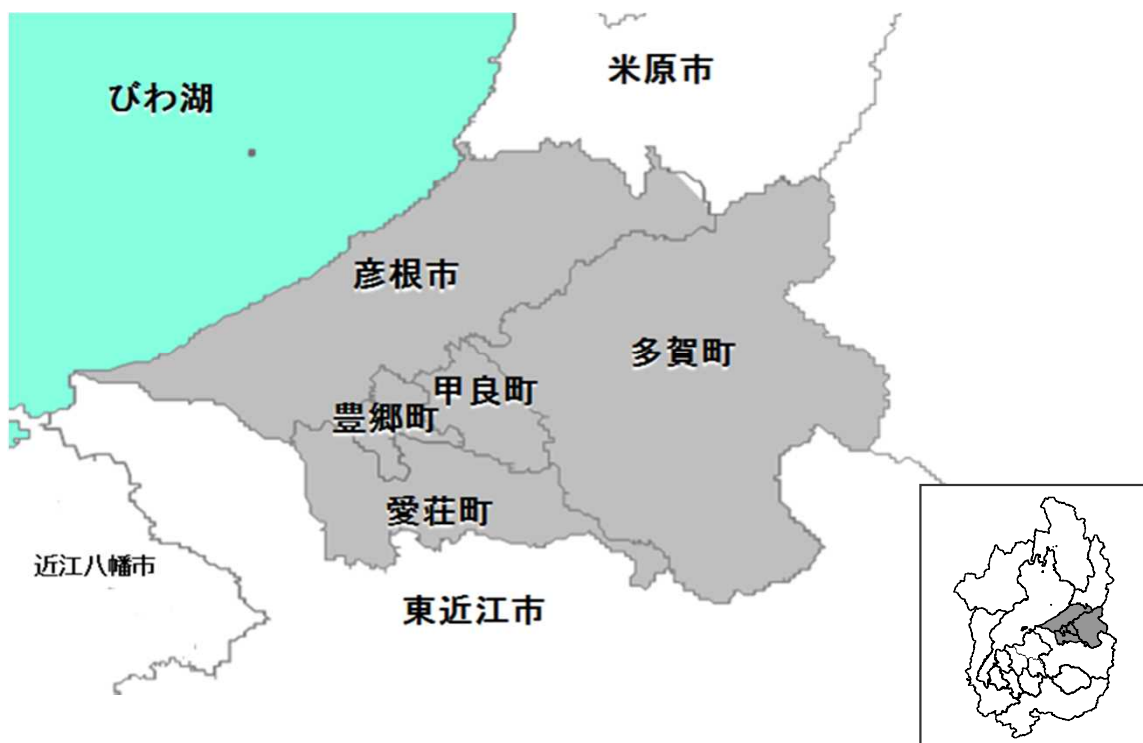 米原市
びわ湖
彦根市
多賀町
甲良町
豊郷町
愛荘町
近江八幡市
東近江市